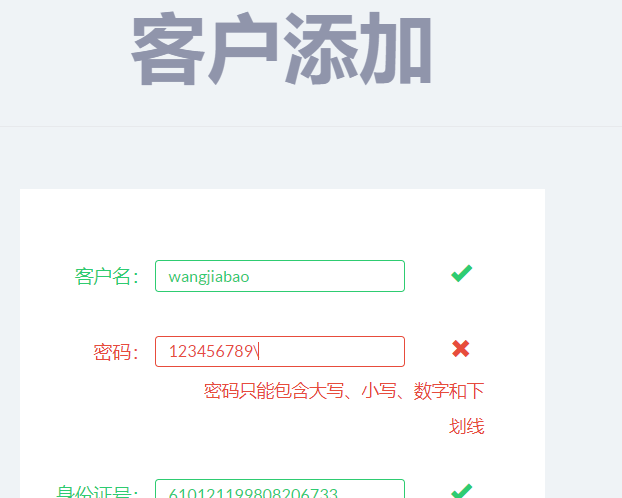 客户添加
客户名： wangjiabao
密码： 123456789\
密码只能包含大写、小写、数字和下
划线
身份证号： 610121199808206733